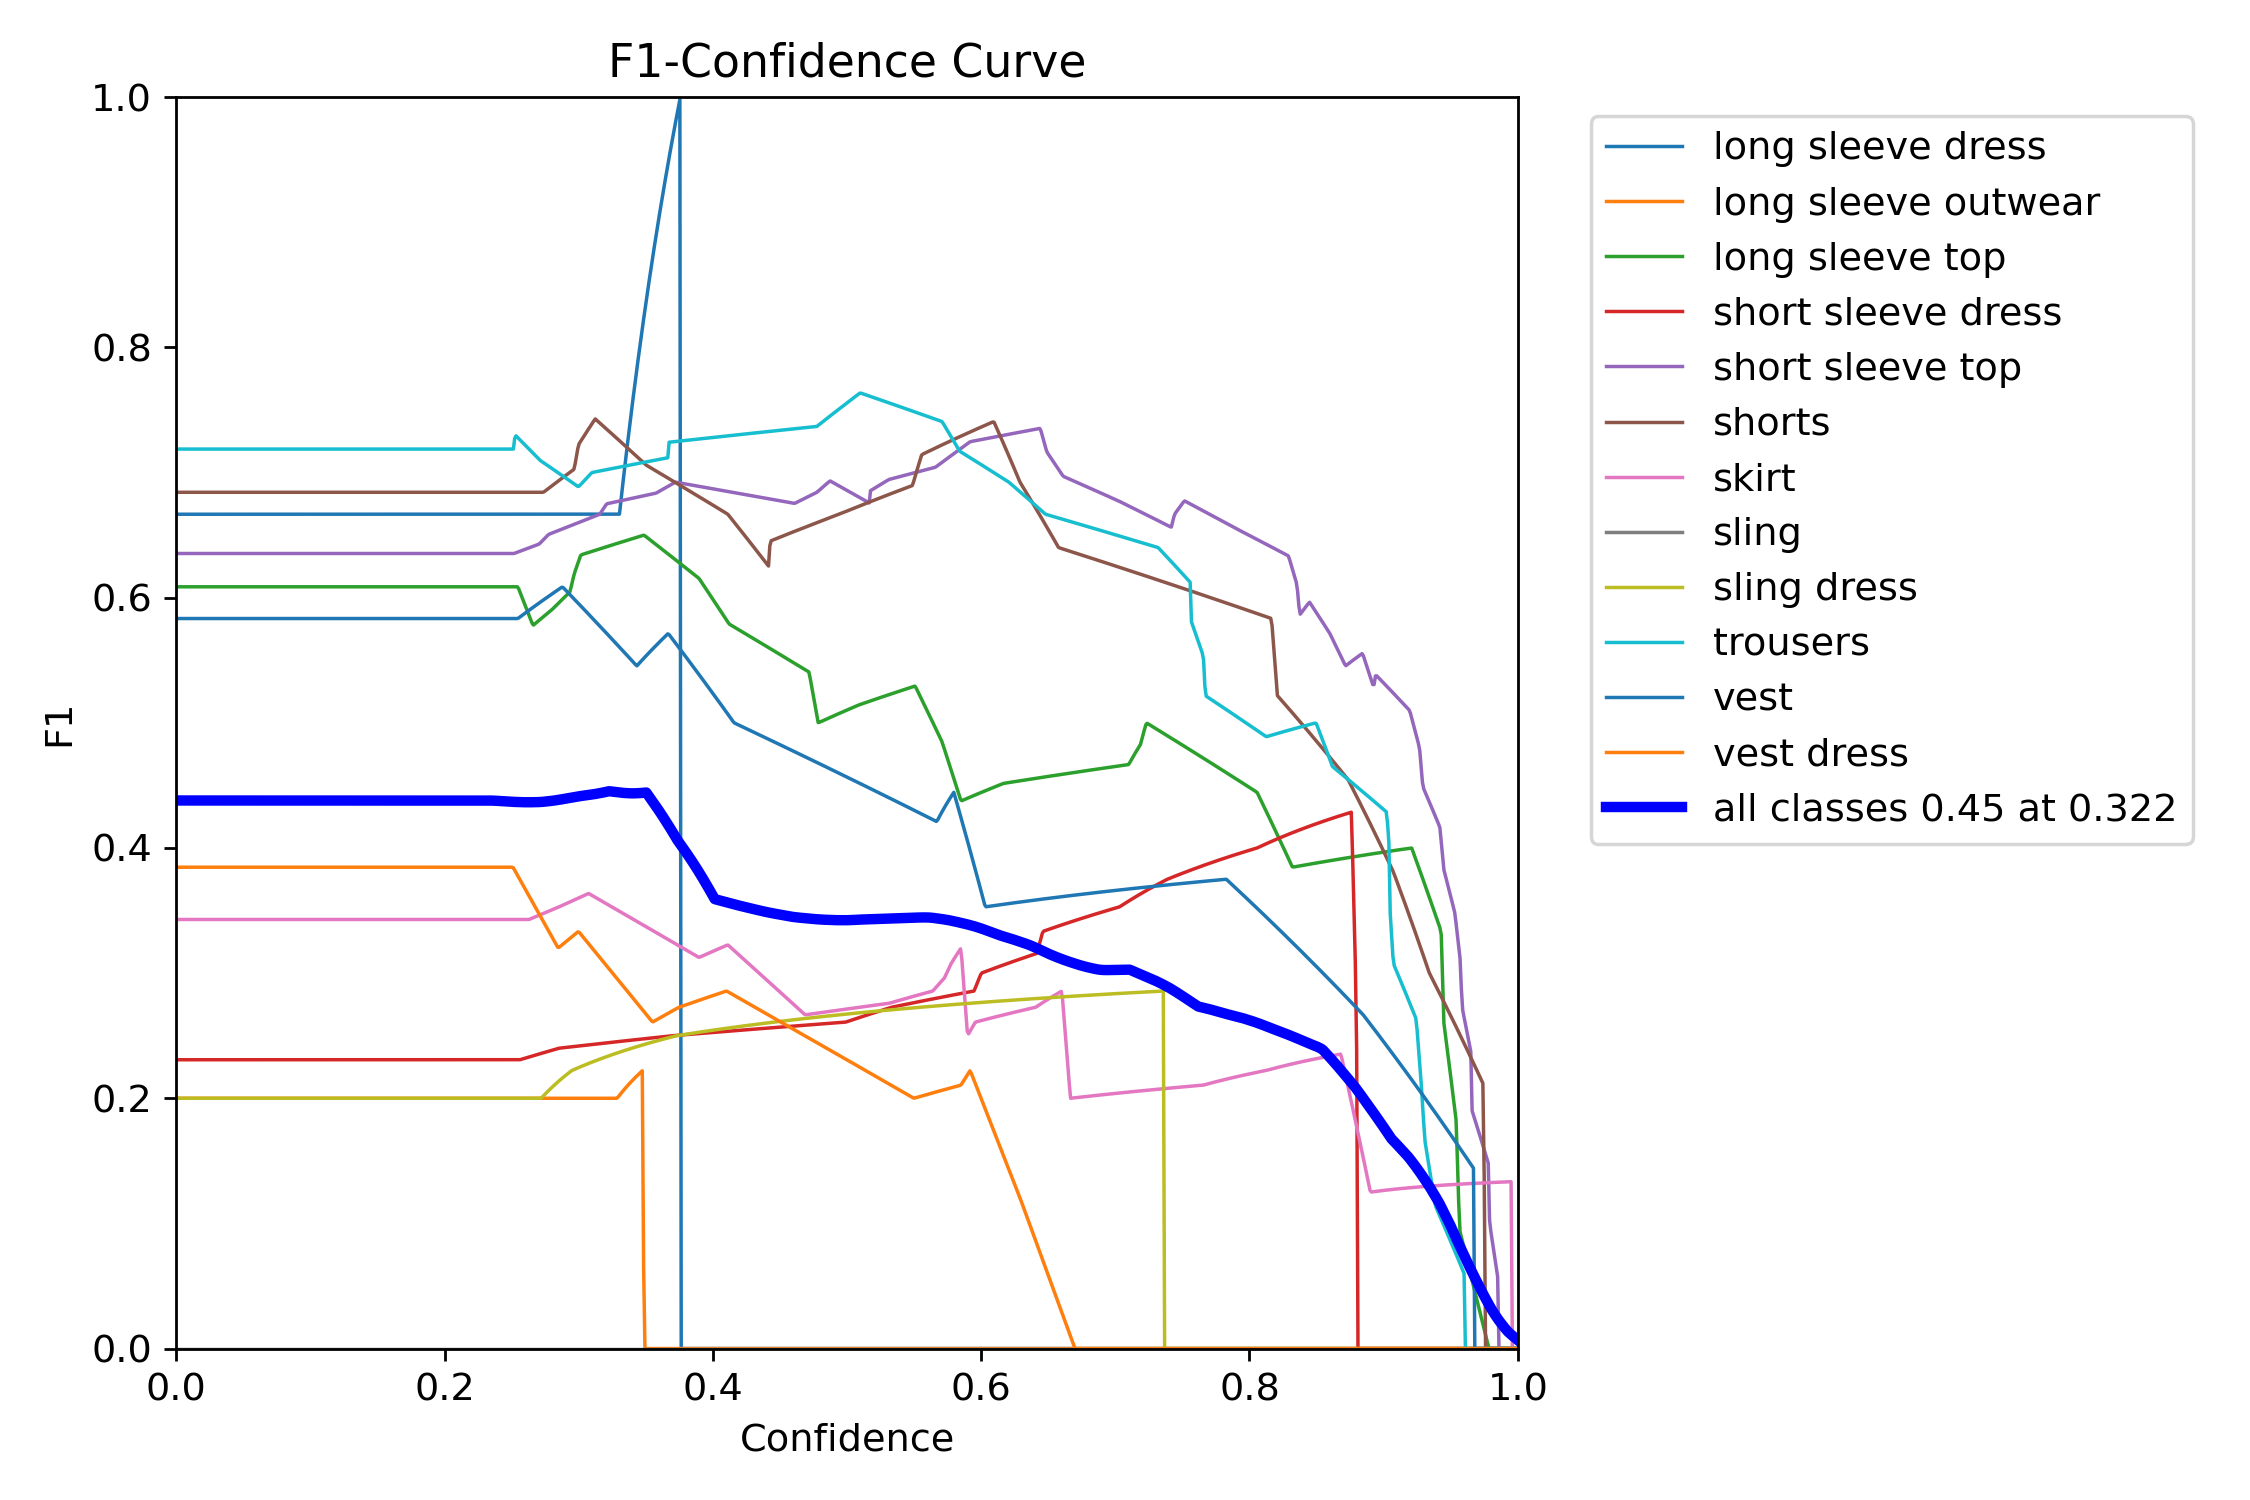 F1-Confidence Curve
1.0
0.8
0.6
0.4
0.2
0.0
F1
0.0 0.2 0.4 0.6 0.8 1.0
Confidence
long sleeve dress
long sleeve outwear
long sleeve top
short sleeve dress
short sleeve top
shorts
skirt
sling
sling dress
trousers
vest
vest dress
all classes 0.45 at 0.322